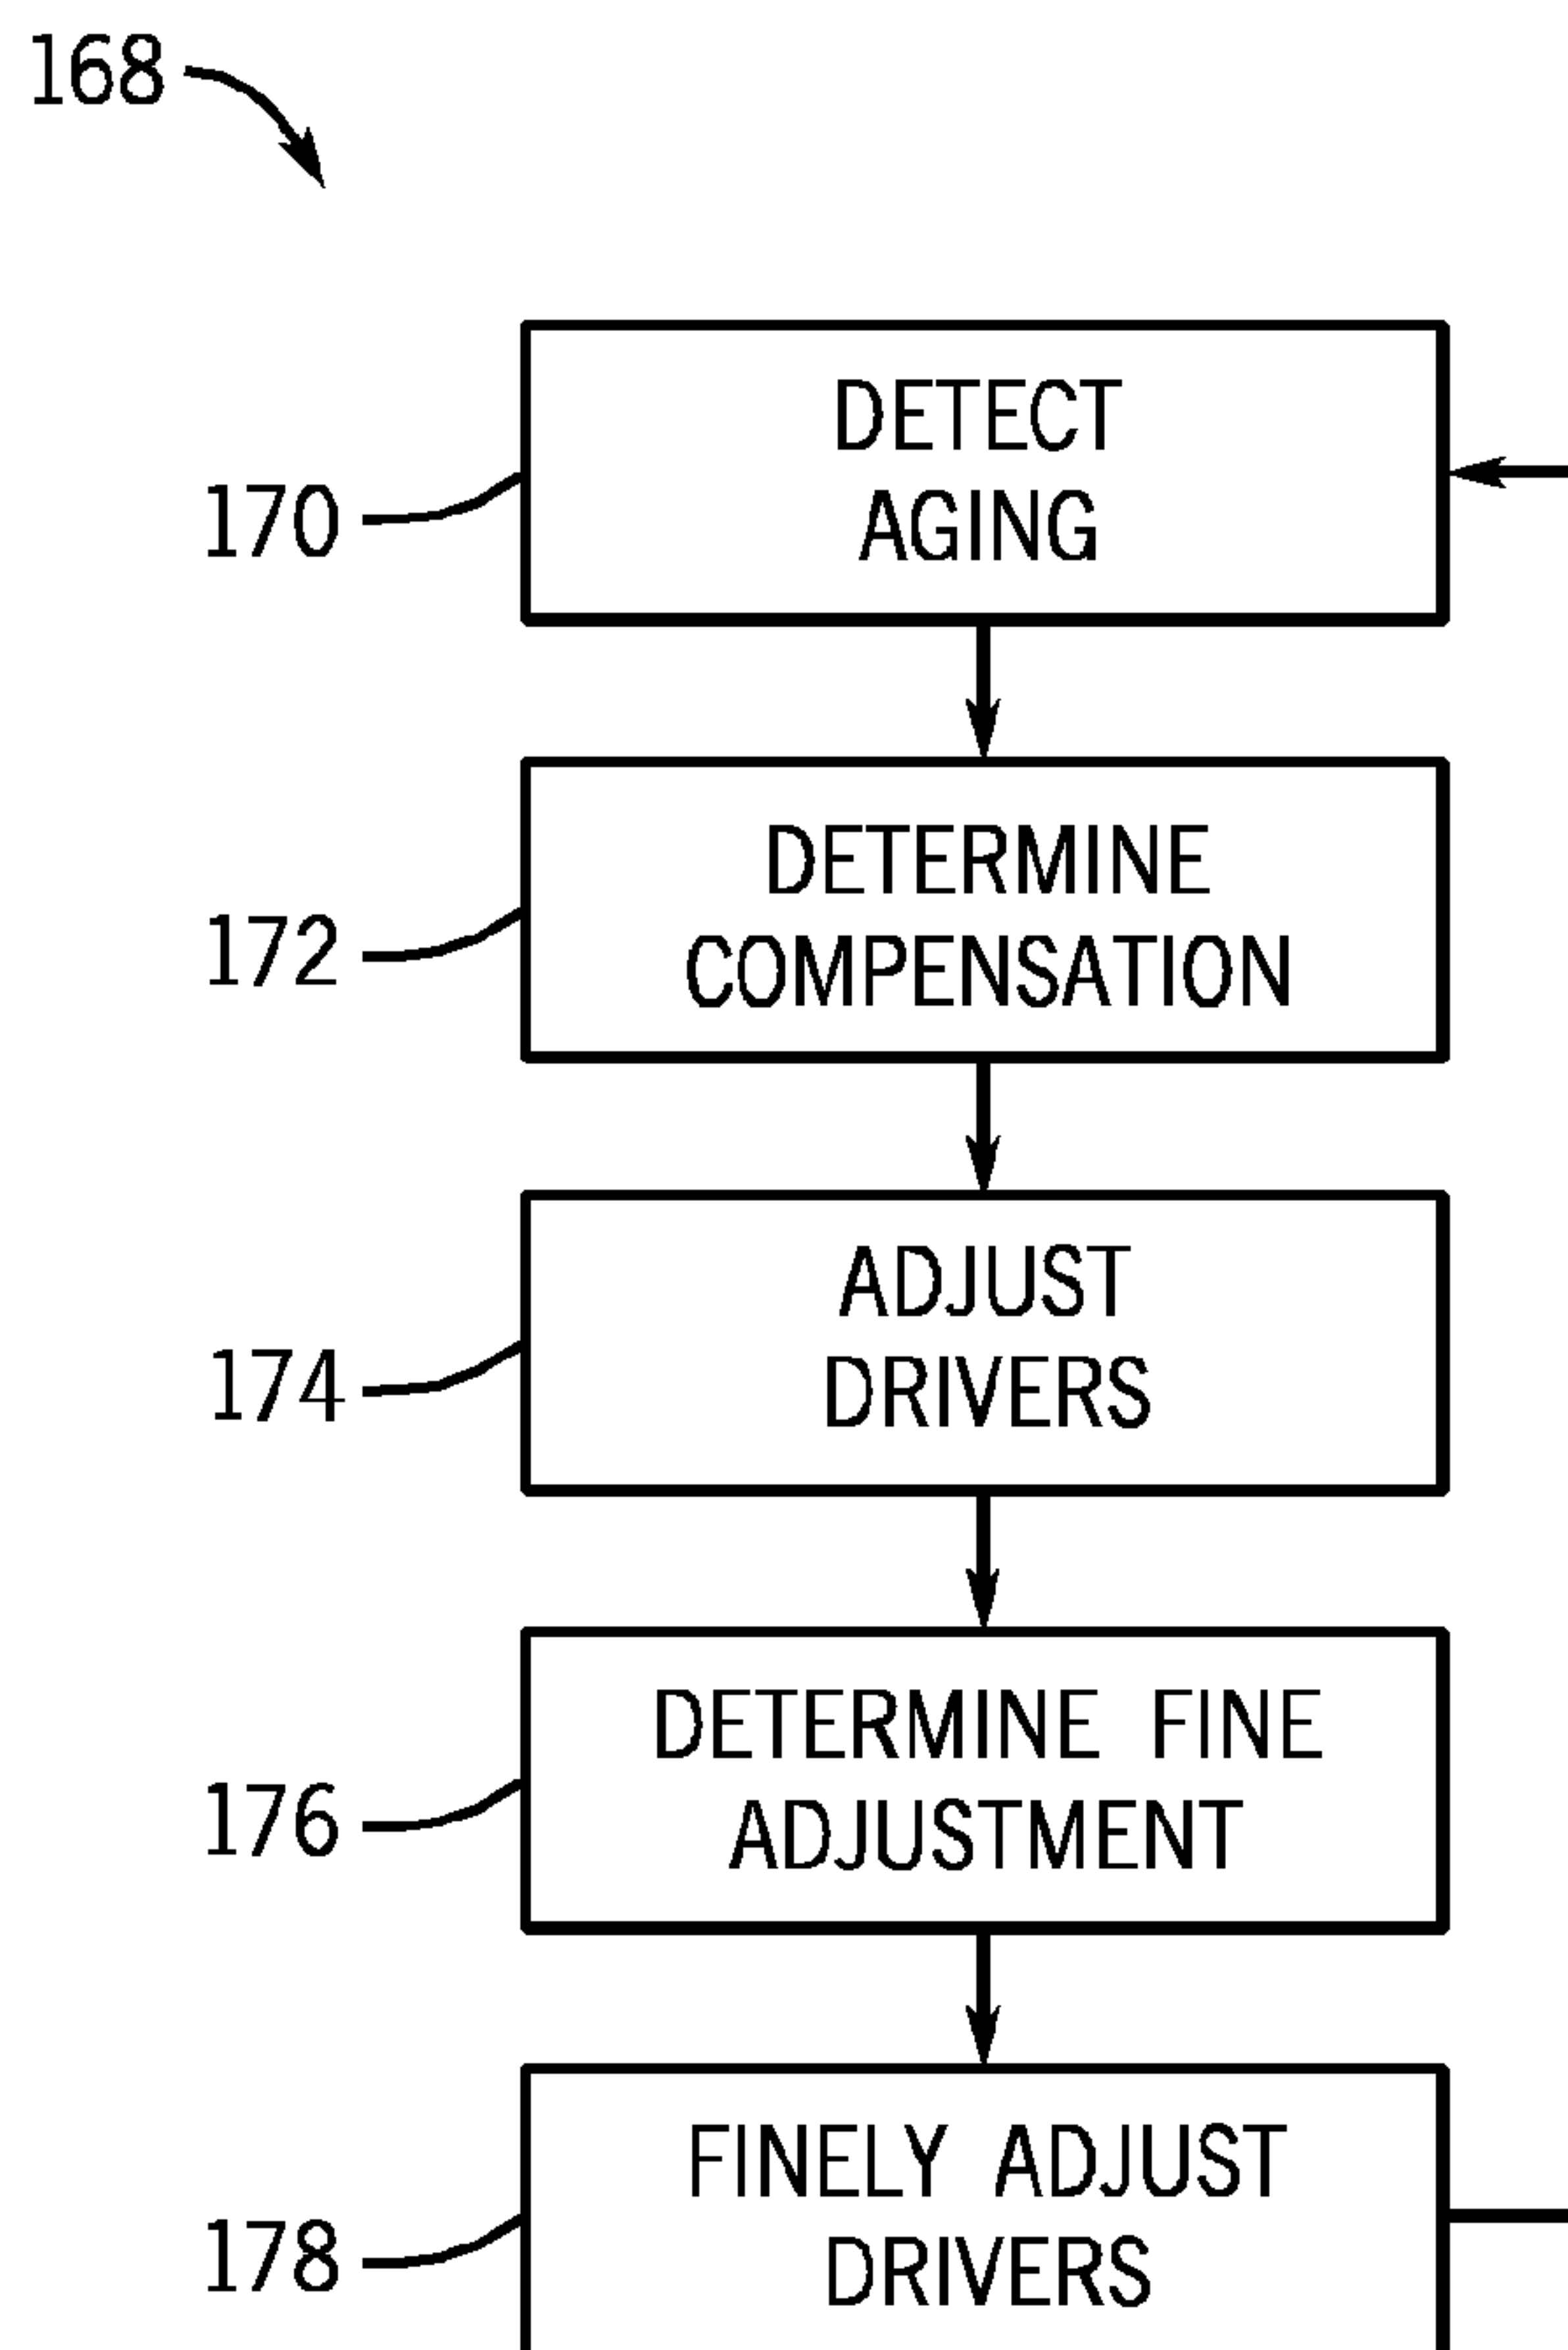 168
DETECT
AGING
170
DETERMINE
COMPENSATION
172
ADJUST
DRIVERS
174
DETERMINE FINE
ADJUSTMENT
176
FINELY ADJUST
DRIVERS
178